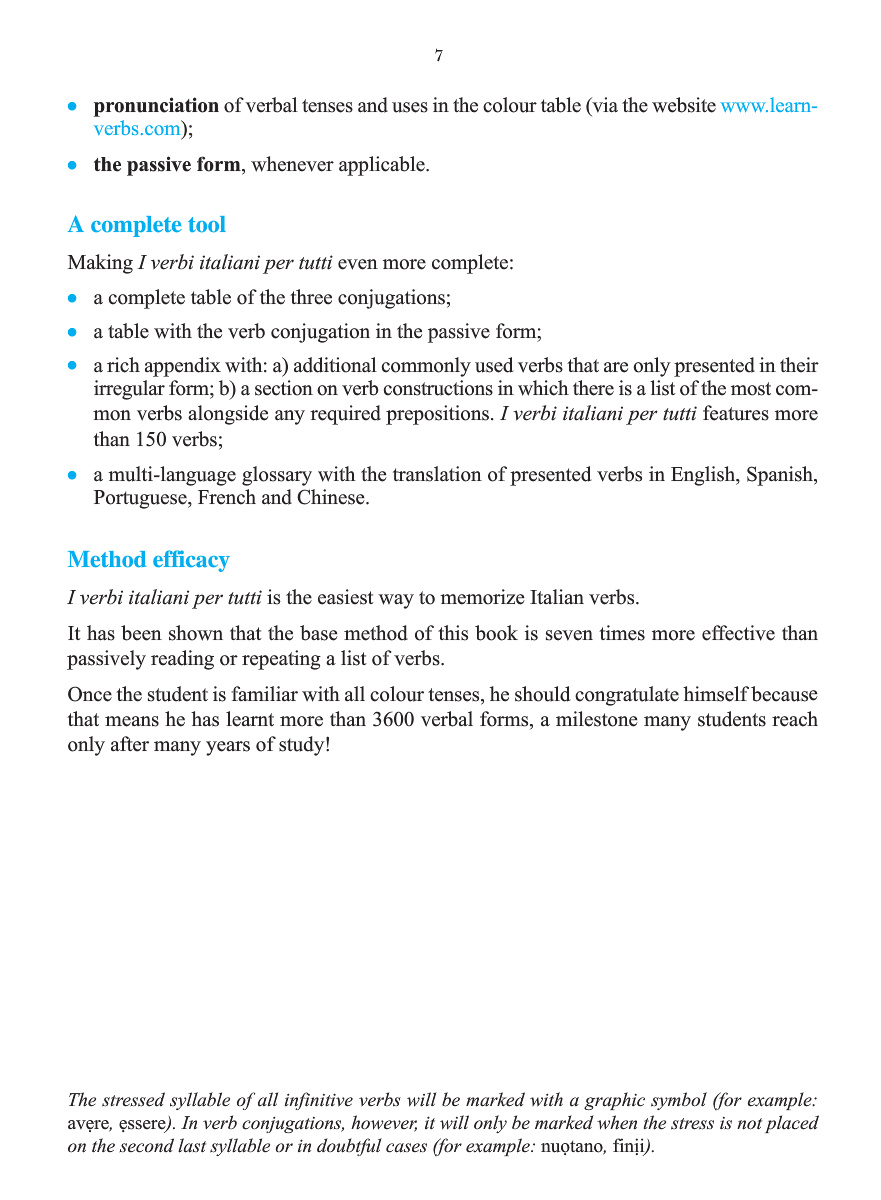 7
• pronunciation of verbal tenses and uses in the colour table (via the website www.learn-
verbs.com);
• the passive form, whenever applicable.
A complete tool
Making I verbi italiani per tutti even more complete:
• a complete table of the three conjugations;
• a table with the verb conjugation in the passive form;
• a rich appendix with: a) additional commonly used verbs that are only presented in their
irregular form; b) a section on verb constructions in which there is a list of the most com-
mon verbs alongside any required prepositions. I verbi italiani per tutti features more
than 150 verbs;
• a multi-language glossary with the translation of presented verbs in English, Spanish,
Portuguese, French and Chinese.
Method efficacy
I verbi italiani per tutti is the easiest way to memorize Italian verbs.
It has been shown that the base method of this book is seven times more effective than
passively reading or repeating a list of verbs.
Once the student is familiar with all colour tenses, he should congratulate himself because
that means he has learnt more than 3600 verbal forms, a milestone many students reach
only after many years of study!
The stressed syllable of all infinitive verbs will be marked with a graphic symbol (for example:
avẹre, ẹssere). In verb conjugations, however, it will only be marked when the stress is not placed
on the second last syllable or in doubtful cases (for example: nuọtano, finịi).